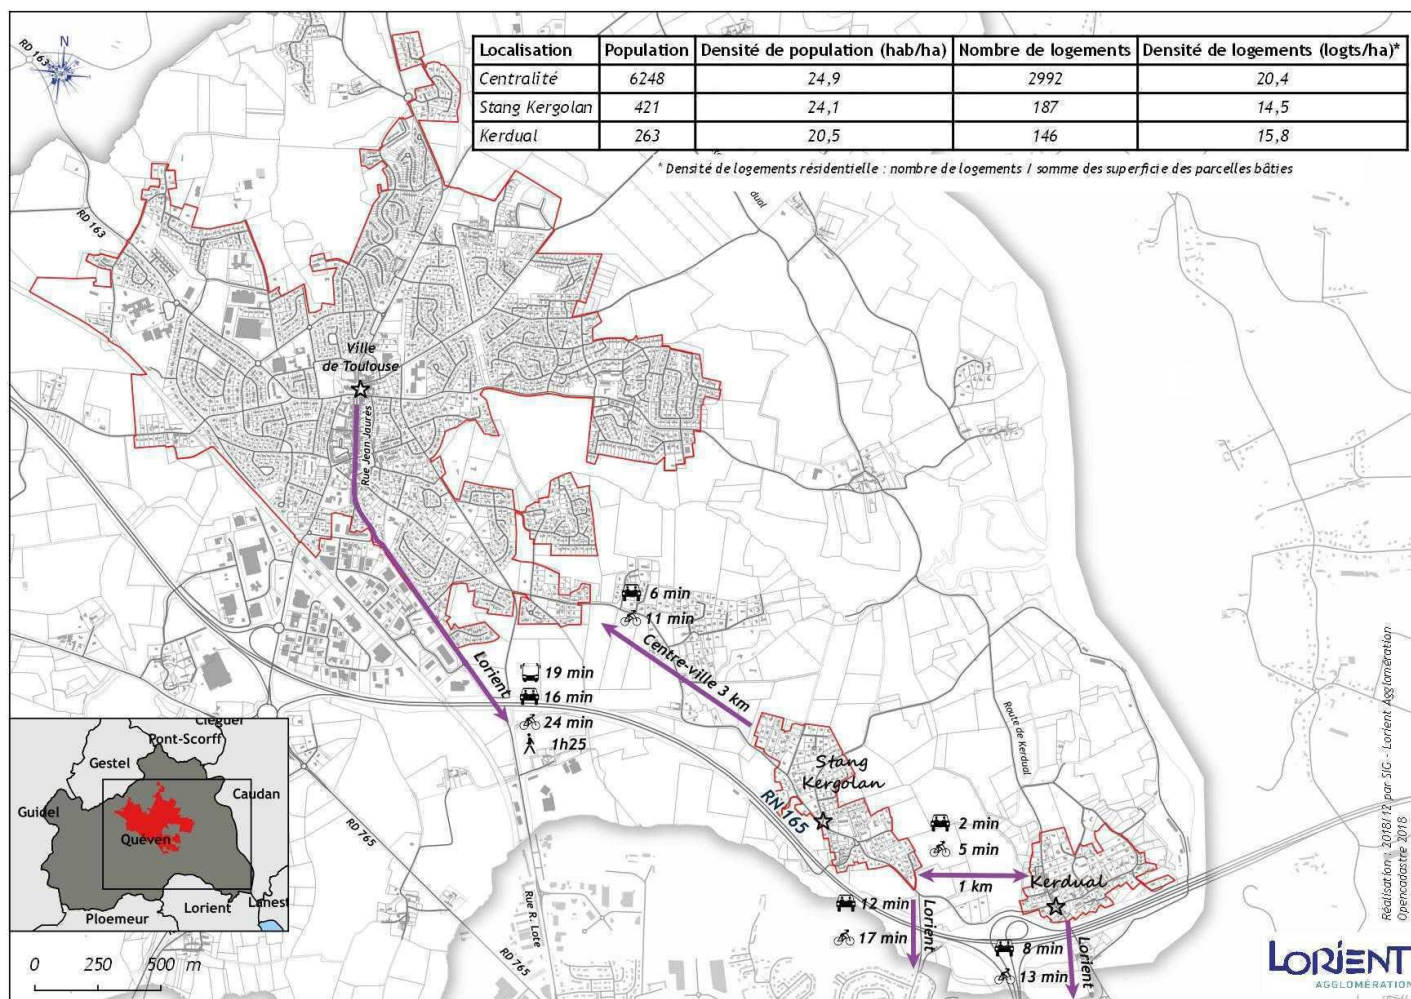 RD 163
N
Localisation Population Densité de population (hab/ha) Nombre de logements Densité de logements (logts/ha)*
Centralité 6248 24,9 2992 20,4
Stang Kergolan 421 24,1 187 14,5
Kerdual 263 20,5 146 15,8
* Densité de logements résidentielle : nombre de logements / somme des superficie des parcelles bâties
RD 163
Ville
de Toulouse
Rue Jean Jaurès
6 min
11 min
Centre-ville 3 km
Lorient
19 min
16 min
24 min
1h25
Route de Kerdual
Stang
Kergolan
RN 165
2 min
5 min
1 km
Kerdual
12 min
17 min
Lorient
8 min
13 min
Lorient
RD 765
Rue R. Lote
RD 765
Cléguer
Pont-Scorff
Gestel
Caudan
Guidel
Quéven
Lanest
Ploemeur
Lorient
0 250 500 m
Réalisation : 2018/12 par SIG - Lorient Agglomération
Opencadastre 2018
LORIENT
AGGLOMÉRATION